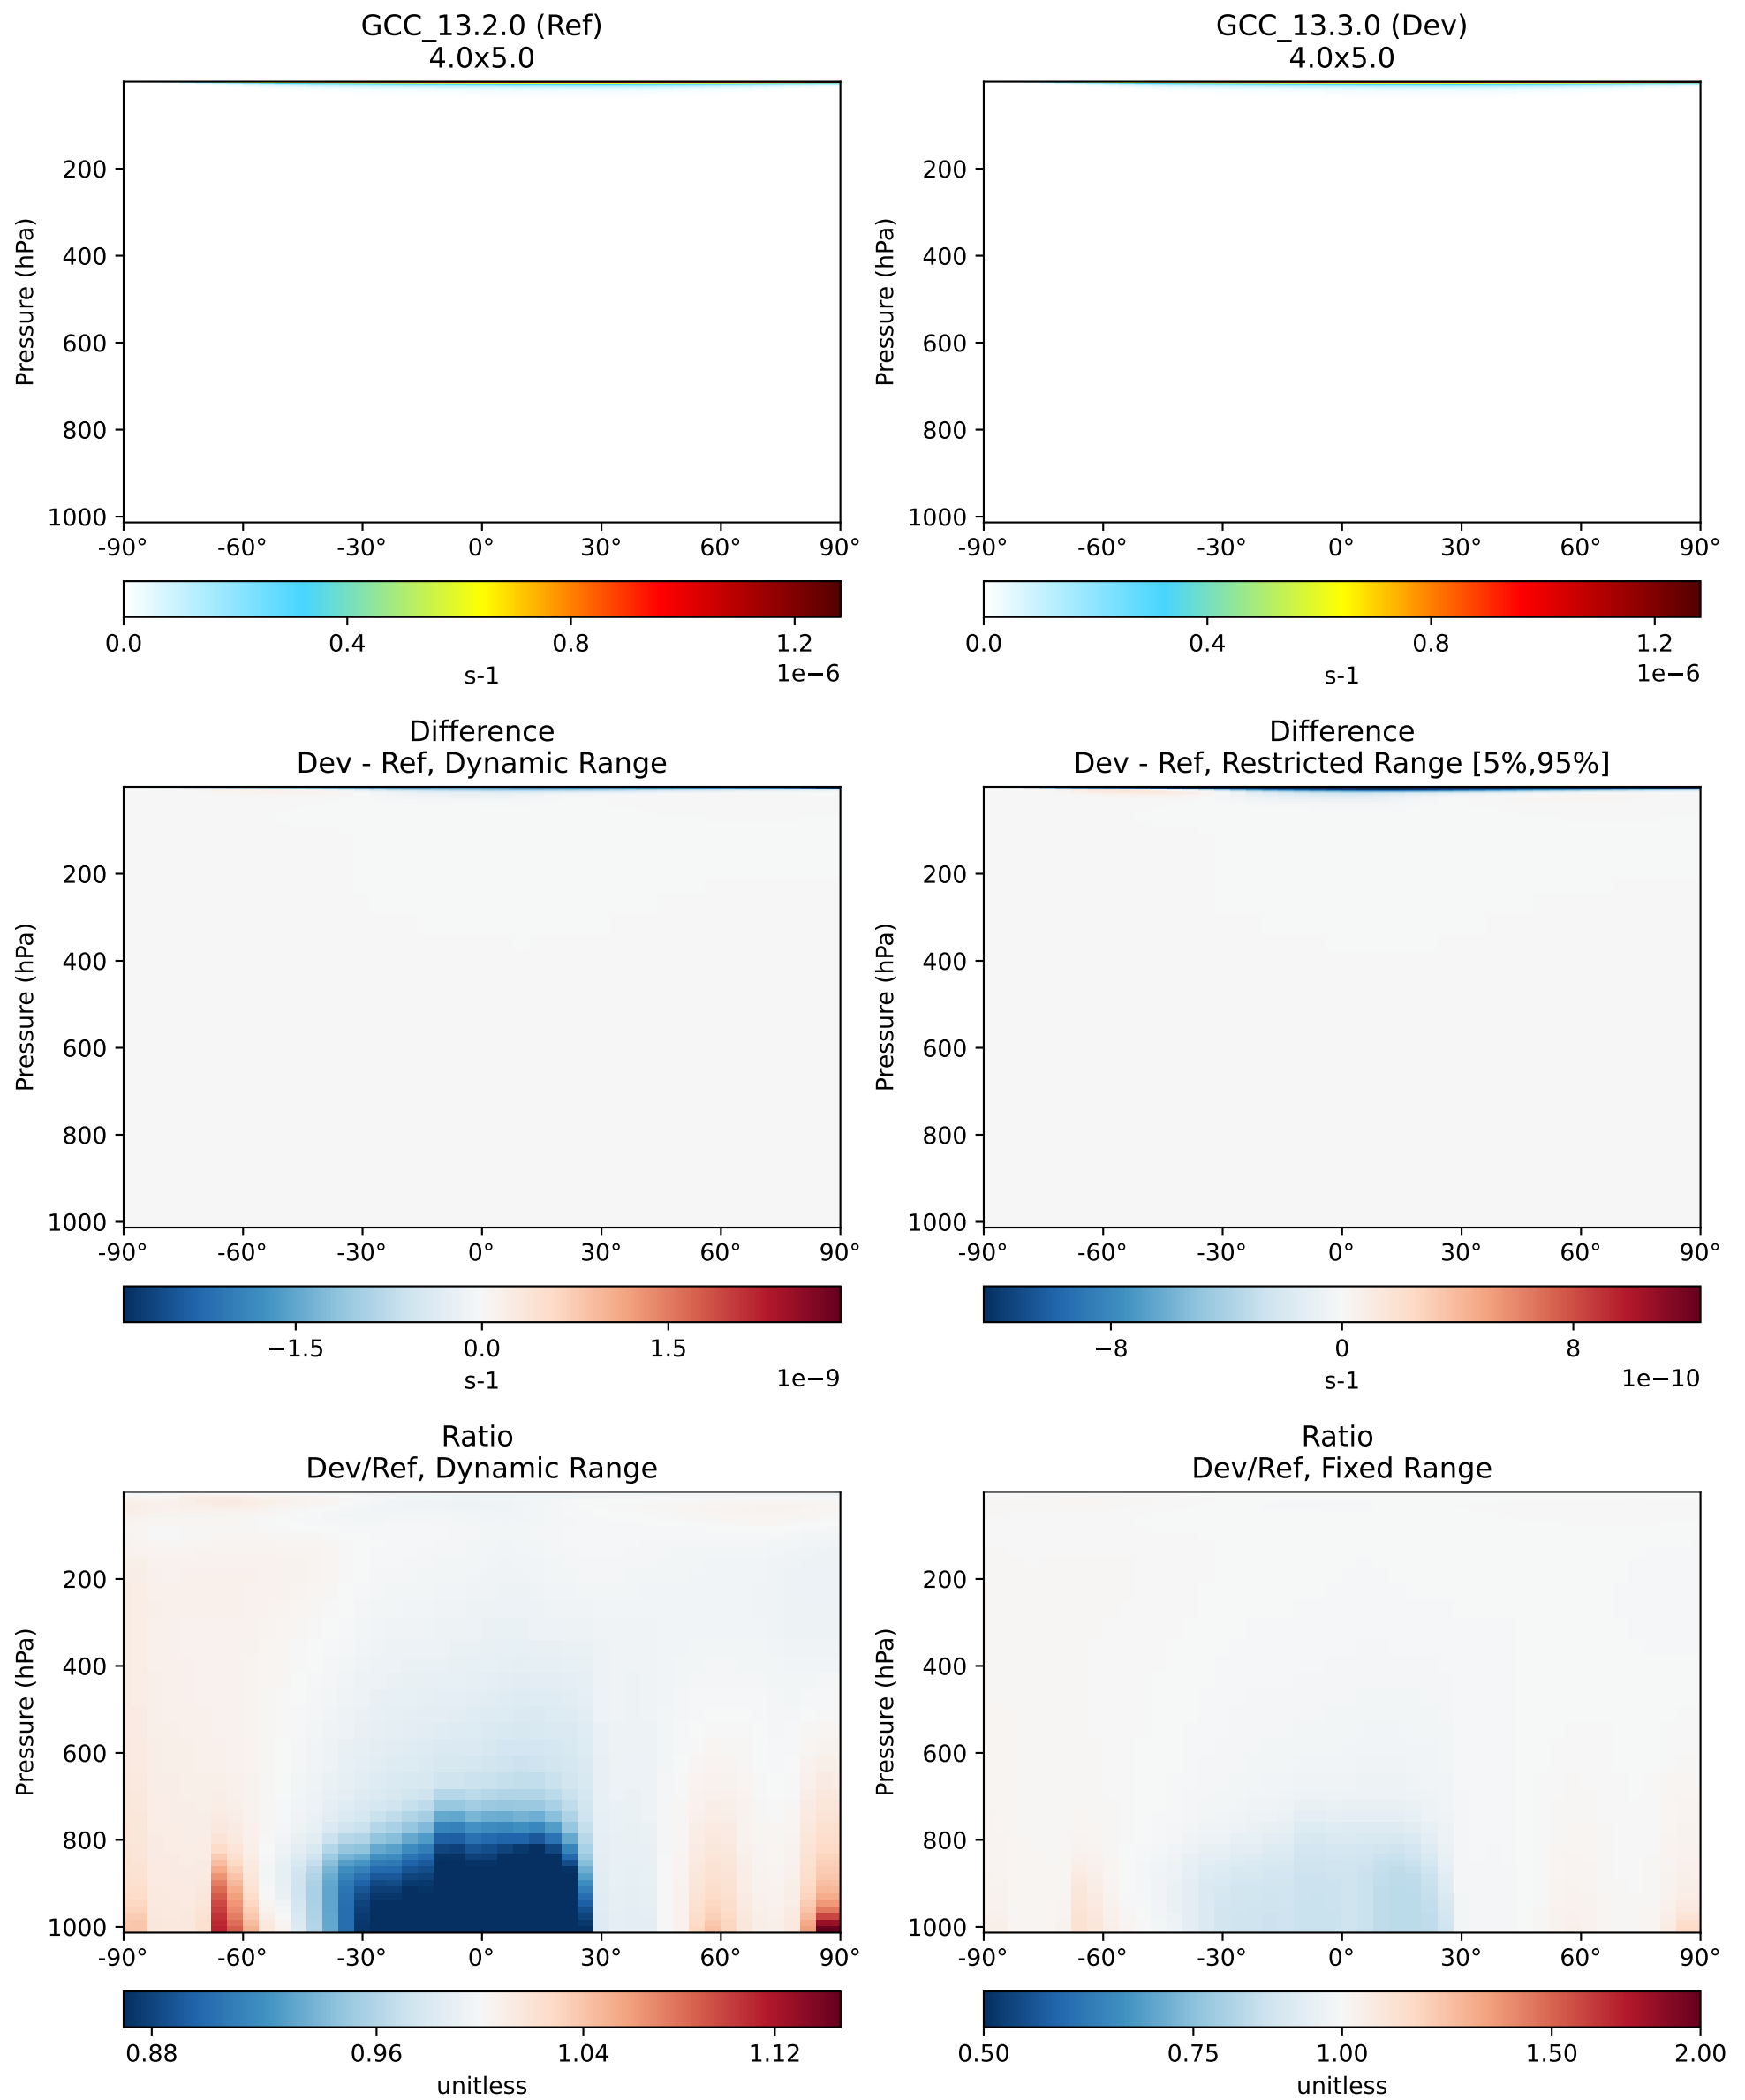 GCC_13.2.0 (Ref)
4.0x5.0
Pressure (hPa)
200
400
600
800
1000
-90° -60° -30° 0° 30° 60° 90°
0.0 0.4 0.8 1.2
s-1 1e−6
GCC_13.3.0 (Dev)
4.0x5.0
Pressure (hPa)
200
400
600
800
1000
-90° -60° -30° 0° 30° 60° 90°
0.0 0.4 0.8 1.2
s-1 1e−6
Difference
Dev - Ref, Dynamic Range
Pressure (hPa)
200
400
600
800
1000
-90° -60° -30° 0° 30° 60° 90°
−1.5 0.0 1.5
s-1 1e−9
Difference
Dev - Ref, Restricted Range [5%,95%]
Pressure (hPa)
200
400
600
800
1000
-90° -60° -30° 0° 30° 60° 90°
−8 0 8
s-1 1e−10
Ratio
Dev/Ref, Dynamic Range
Pressure (hPa)
200
400
600
800
1000
-90° -60° -30° 0° 30° 60° 90°
0.88 0.96 1.04 1.12
unitless
Ratio
Dev/Ref, Fixed Range
Pressure (hPa)
200
400
600
800
1000
-90° -60° -30° 0° 30° 60° 90°
0.50 0.75 1.00 1.50 2.00
unitless